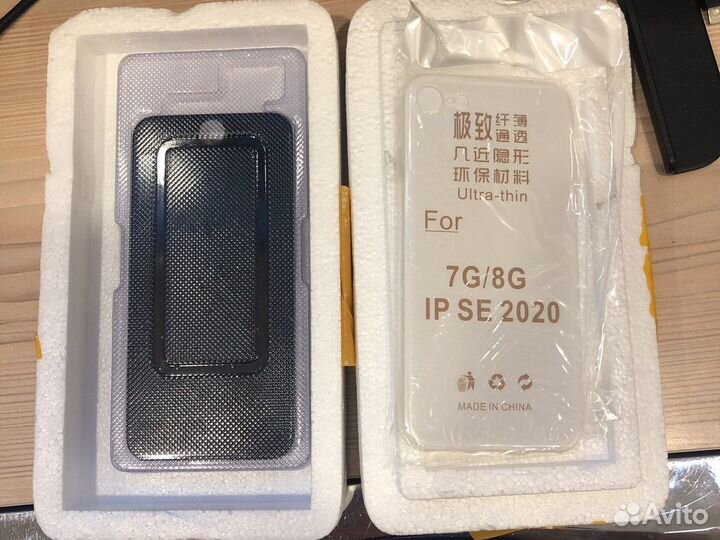 极致纤薄
通透
几近隐形
环保材料
Ultra-thin
For
7G/8G
IP SE 2020
MADE IN CHINA
Avito